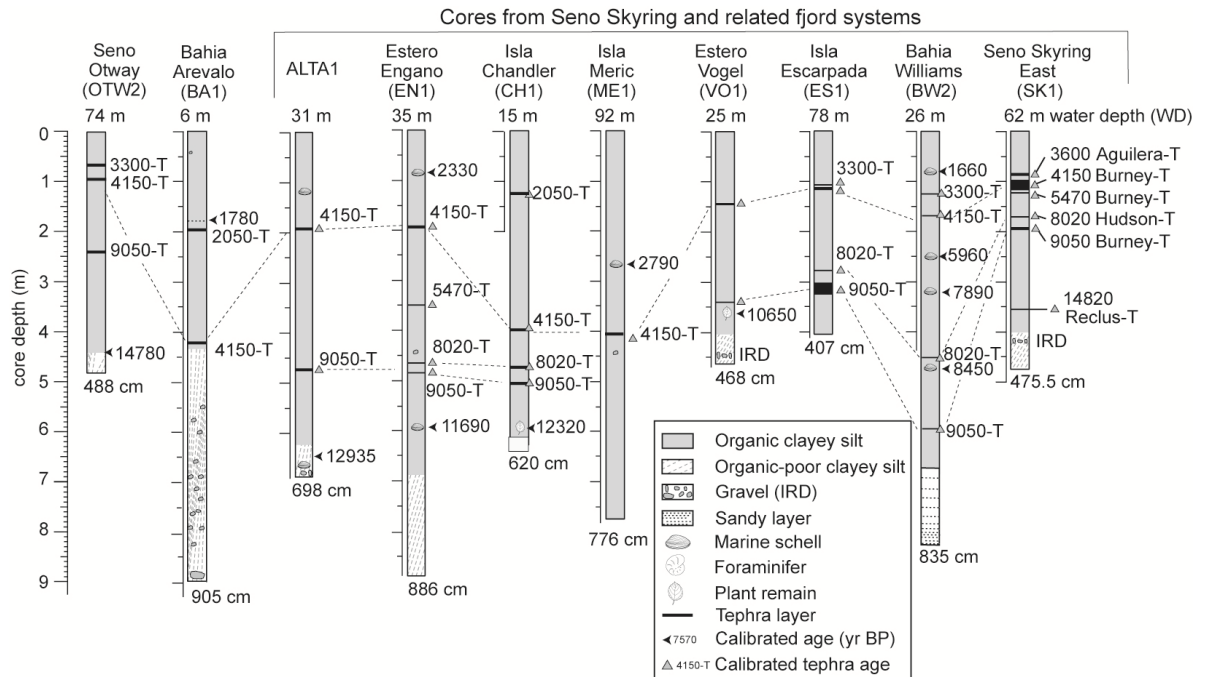 Cores from Seno Skyring and related fjord systems
Seno
Otway
(OTW2)
74 m
Bahia
Arevalo
(BA1)
6 m
ALTA1
31 m
Estero
Engano
(EN1)
35 m
Isla
Chandler
(CH1)
15 m
Isla
Meric
(ME1)
92 m
Estero
Vogel
(VO1)
25 m
Isla
Escarpada
(ES1)
78 m
Bahia
Williams
(BW2)
26 m
Seno Skyring
East
(SK1)
62 m water depth (WD)
core depth (m)
0
1
2
3
4
5
6
7
8
9
3300-T
4150-T
9050-T
14780
488 cm
1780
2050-T
4150-T
905 cm
4150-T
9050-T
12935
698 cm
2330
4150-T
5470-T
8020-T
9050-T
11690
886 cm
2050-T
4150-T
8020-T
9050-T
12320
620 cm
2790
4150-T
776 cm
10650
IRD
468 cm
3300-T
8020-T
9050-T
407 cm
1660
3300-T
4150-T
5960
7890
8020-T
8450
9050-T
835 cm
3600 Aguilera-T
4150 Burney-T
5470 Burney-T
8020 Hudson-T
9050 Burney-T
14820
Reclus-T
IRD
475.5 cm
Organic clayey silt
Organic-poor clayey silt
Gravel (IRD)
Sandy layer
Marine schell
Foraminifer
Plant remain
Tephra layer
7570 Calibrated age (yr BP)
4150-T Calibrated tephra age